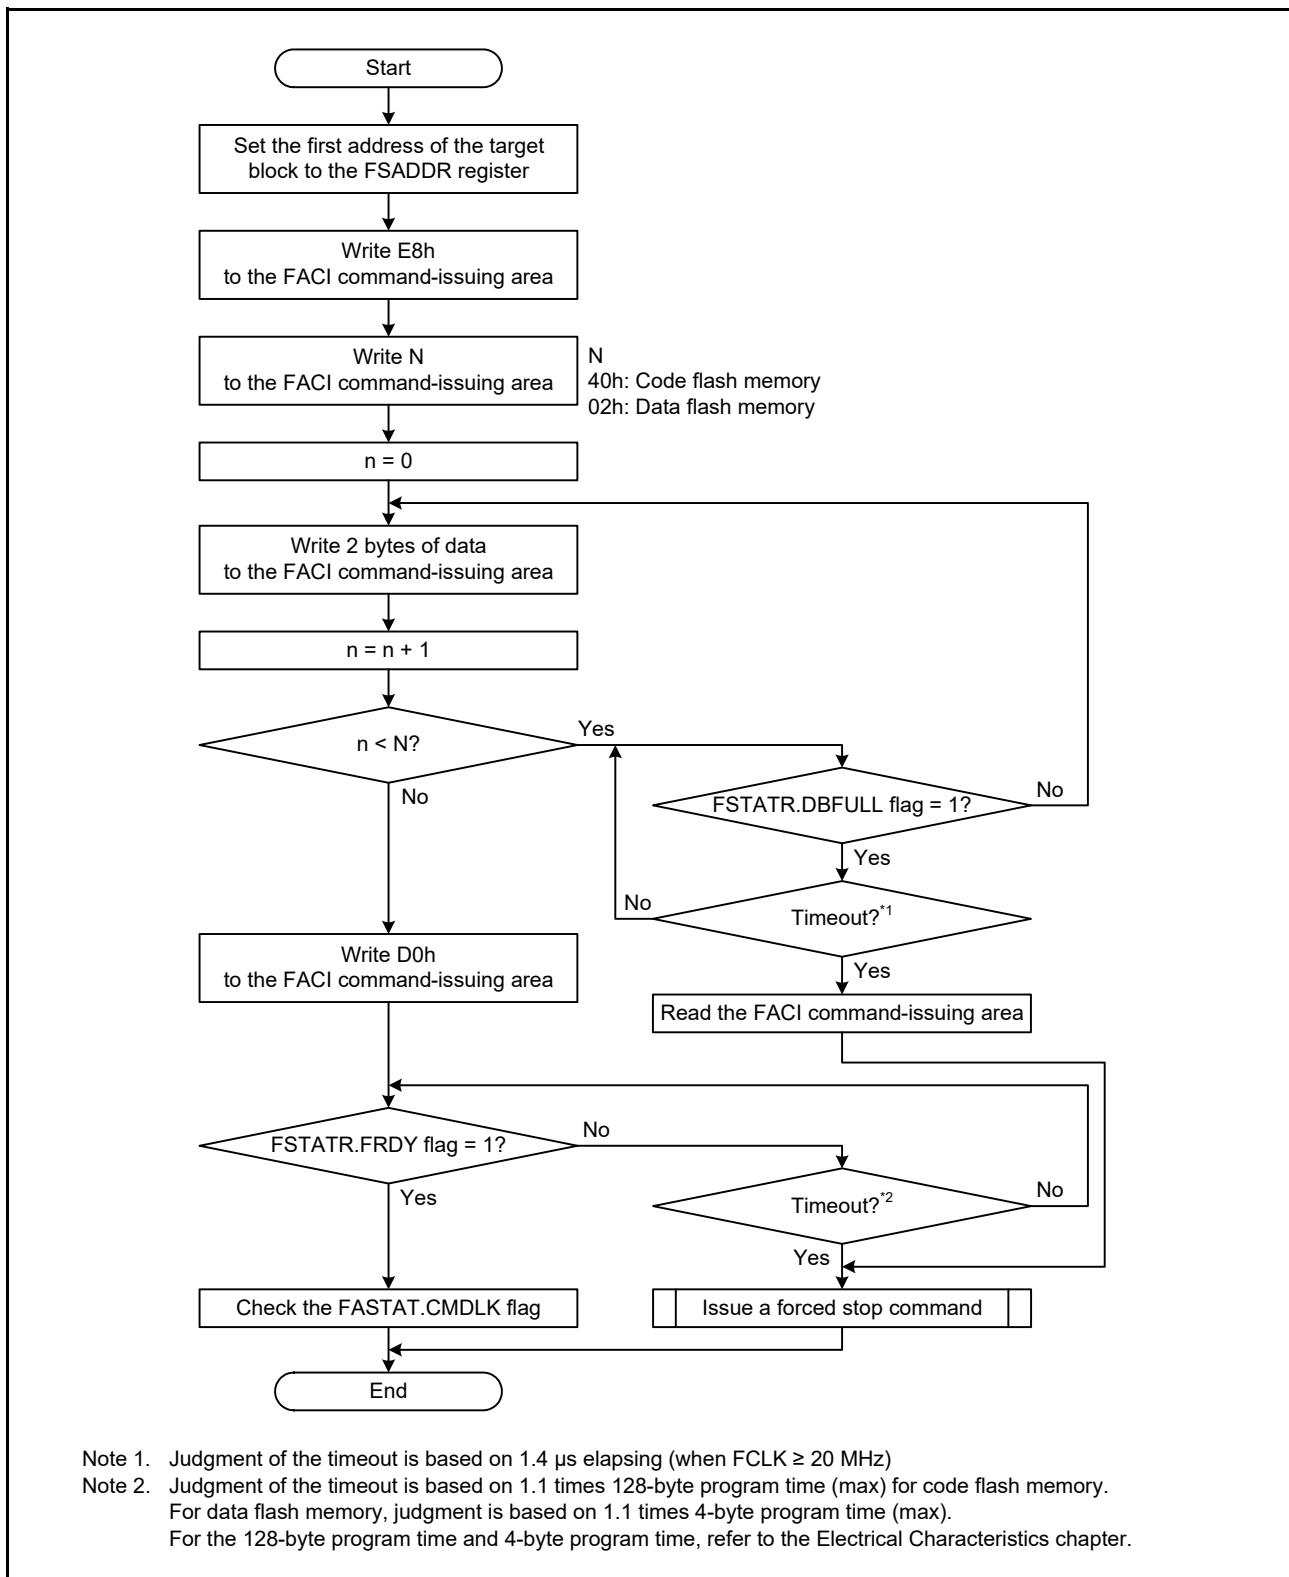 Start
Set the first address of the target
block to the FSADDR register
Write E8h
to the FACI command-issuing area
Write N
to the FACI command-issuing area
N
40h: Code flash memory
02h: Data flash memory
n = 0
Write 2 bytes of data
to the FACI command-issuing area
n = n + 1
n < N?
Yes
No
FSTATR.DBFULL flag = 1?
No
Yes
Timeout?*1
No
Yes
Write D0h
to the FACI command-issuing area
Read the FACI command-issuing area
FSTATR.FRDY flag = 1?
No
Yes
Timeout?*2
No
Yes
Check the FASTAT.CMDLK flag
Issue a forced stop command
End
Note 1. Judgment of the timeout is based on 1.4 µs elapsing (when FCLK ≥ 20 MHz)
Note 2. Judgment of the timeout is based on 1.1 times 128-byte program time (max) for code flash memory.
For data flash memory, judgment is based on 1.1 times 4-byte program time (max).
For the 128-byte program time and 4-byte program time, refer to the Electrical Characteristics chapter.